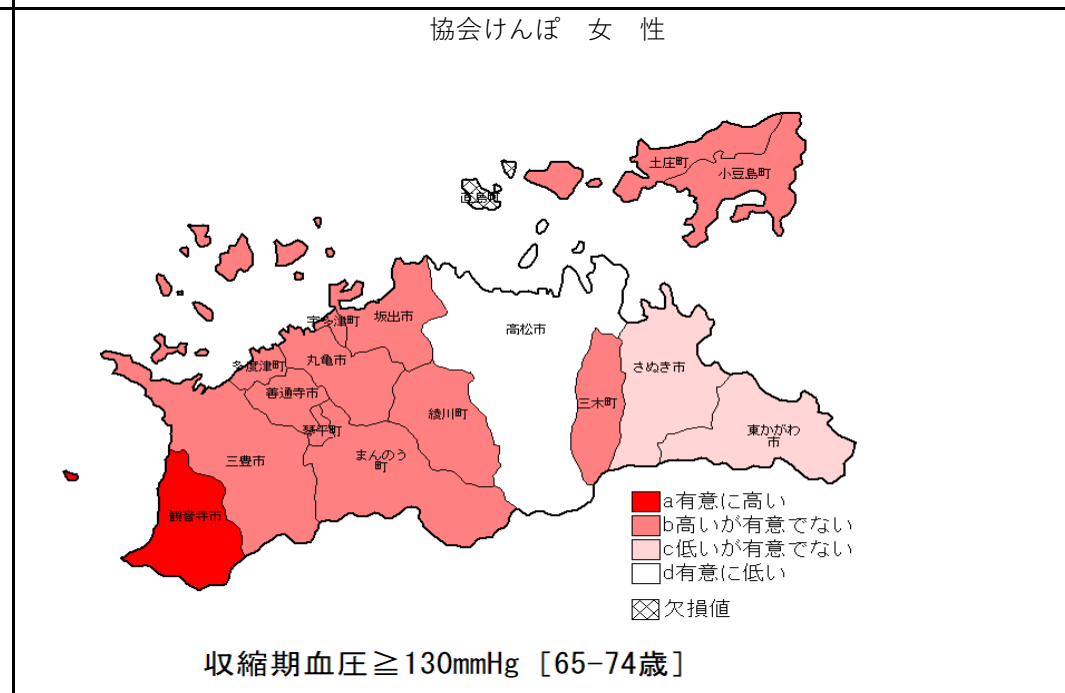 協会けんぽ 女 性
土庄町
小豆島町
直島町
宇多津町
坂出市
高松市
多度津町
丸亀市
さぬき市
善通寺市
三木町
綾川町
琴平町
東かがわ
市
三豊市
まんのう
町
観音寺市
a有意に高い
b高いが有意でない
c低いが有意でない
d有意に低い
欠損値
収縮期血圧≧130mmHg［65-74歳］